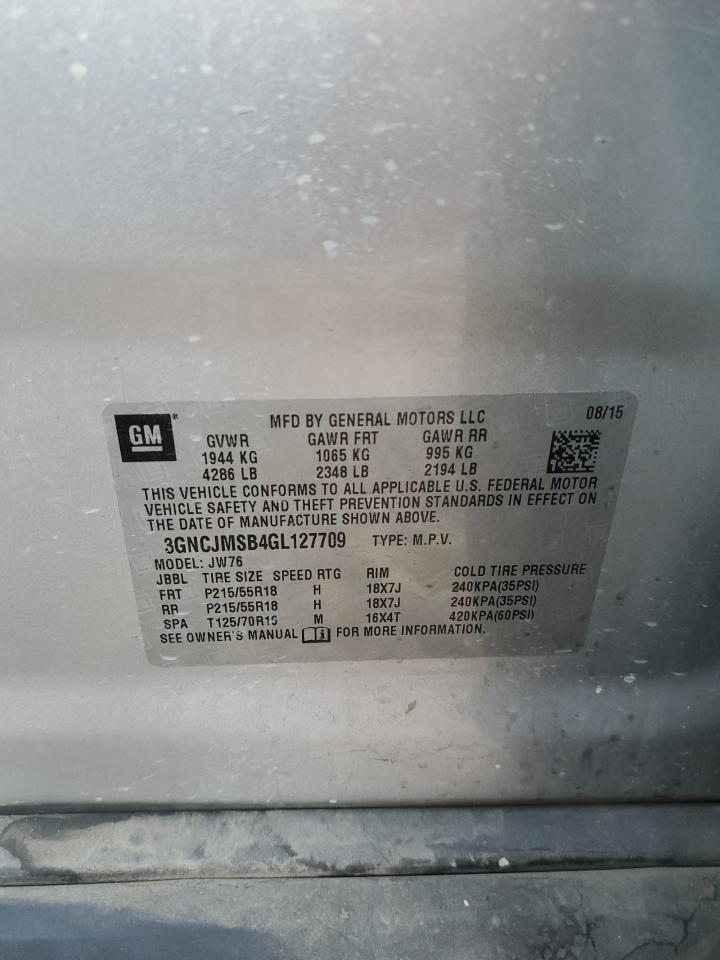 GM®
MFD BY GENERAL MOTORS LLC 08/15
GVWR GAWR FRT GAWR RR
1944 KG 1065 KG 995 KG
4286 LB 2348 LB 2194 LB
THIS VEHICLE CONFORMS TO ALL APPLICABLE U.S. FEDERAL MOTOR
VEHICLE SAFETY AND THEFT PREVENTION STANDARDS IN EFFECT ON
THE DATE OF MANUFACTURE SHOWN ABOVE.
3GNCJMSB4GL127709 TYPE: M.P.V.
MODEL: JW76
JBBL TIRE SIZE SPEED RTG RIM COLD TIRE PRESSURE
FRT P215/55R18 H 18X7J 240KPA(35PSI)
RR P215/55R18 H 18X7J 240KPA(35PSI)
SPA M 16X4T 420KPA(60PSI)
SEE OWNER'S MANUAL FOR MORE INFORMATION.